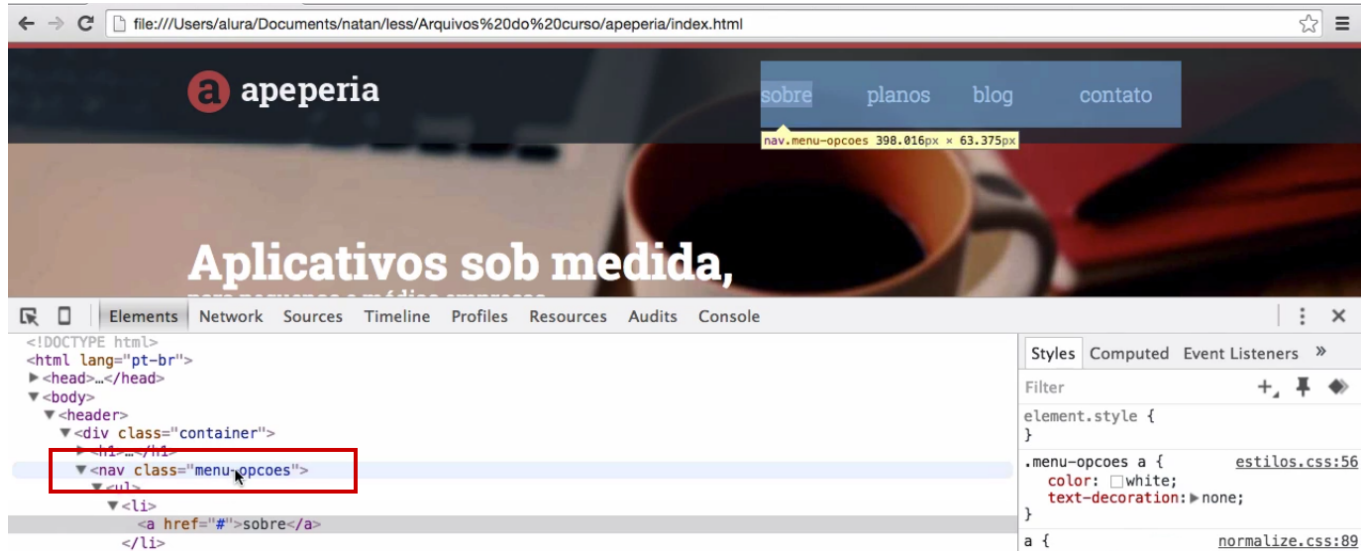 file:///Users/alura/Documents/natan/less/Arquivos%20do%20curso/apeperia/index.html
a apeperia
sobre planos blog contato
nav.menu-opcoes 398.016px × 63.375px
Aplicativos sob medida,
Elements Network Sources Timeline Profiles Resources Audits Console
<!DOCTYPE html>
<html lang="pt-br">
▶<head>…</head>
▼<body>
▼<header>
▼<div class="container">
▶<h1>…</h1>
▼<nav class="menu-opcoes">
▼<ul>
▼<li>
<a href="#">sobre</a>
</li>
Styles Computed Event Listeners »
Filter
element.style {
}
.menu-opcoes a { estilos.css:56
color: white;
text-decoration:▶none;
}
a { normalize.css:89